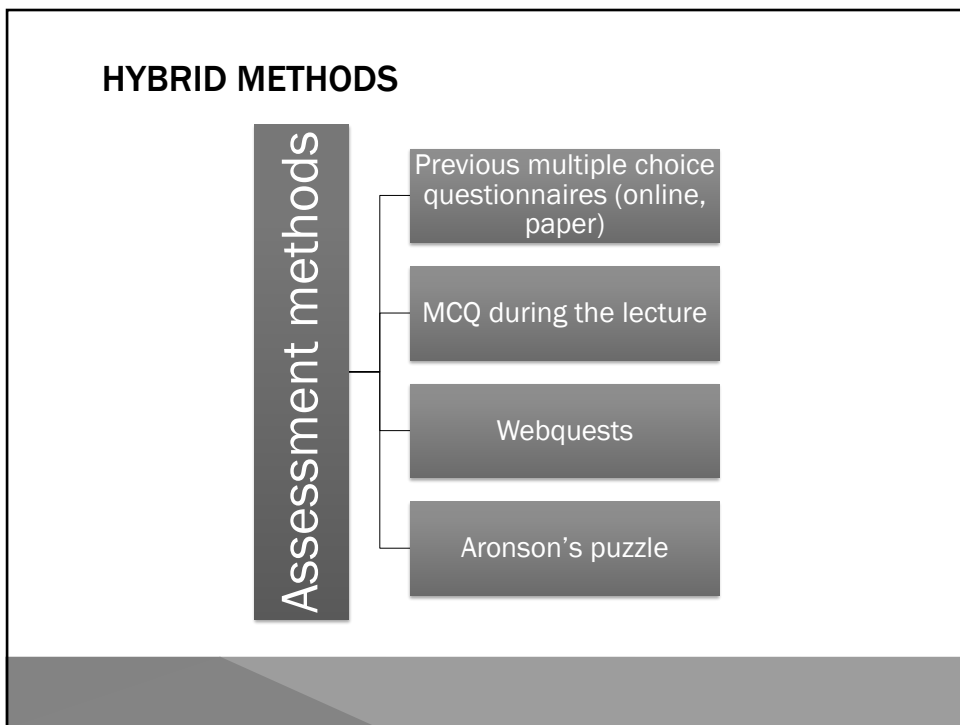 HYBRID METHODS
Assessment methods
Previous multiple choice
questionnaires (online,
paper)
MCQ during the lecture
Webquests
Aronson’s puzzle